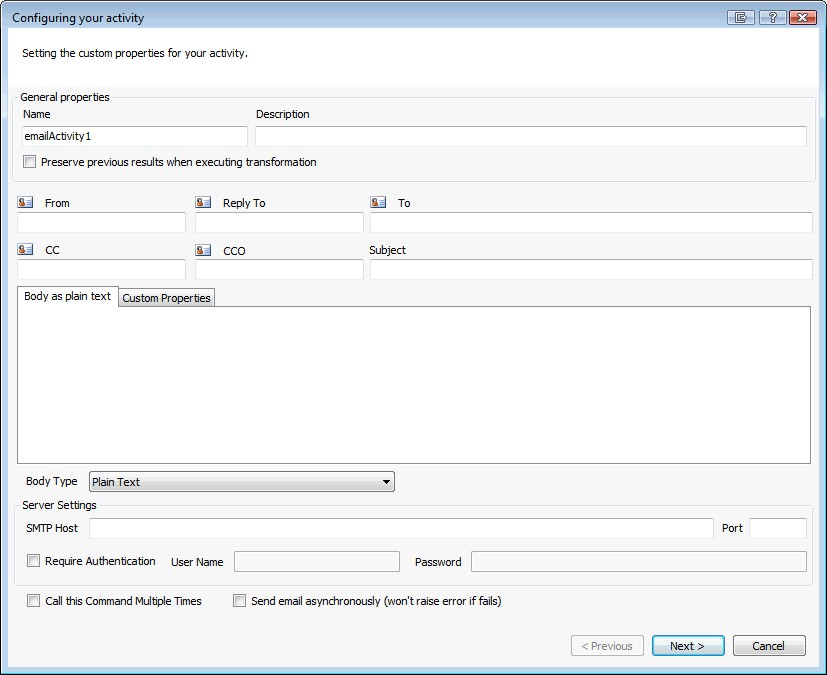 Configuring your activity
Setting the custom properties for your activity.
General properties
Name Description
emailActivity1
Preserve previous results when executing transformation
From Reply To To
CC CCO Subject
Body as plain text Custom Properties
Body Type Plain Text
Server Settings
SMTP Host Port
Require Authentication User Name Password
Call this Command Multiple Times Send email asynchronously (won't raise error if fails)
< Previous Next > Cancel